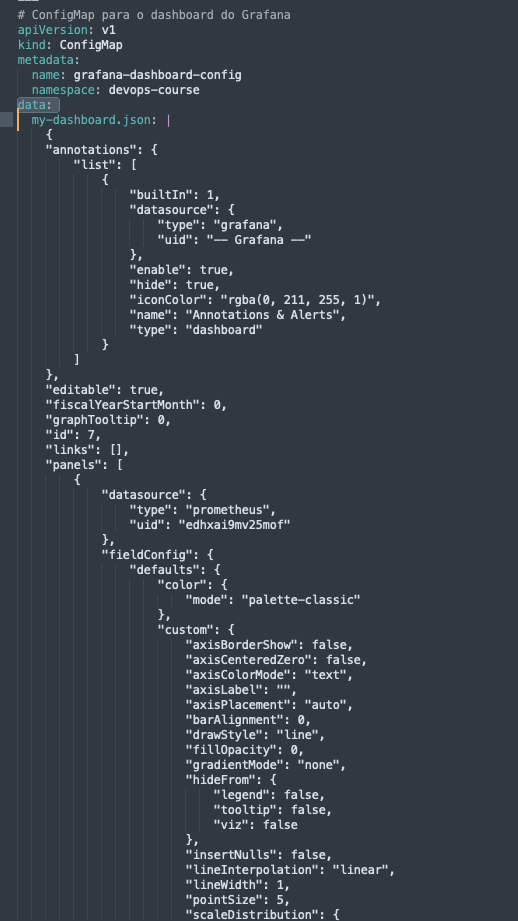 ---
# ConfigMap para o dashboard do Grafana
apiVersion: v1
kind: ConfigMap
metadata:
  name: grafana-dashboard-config
  namespace: devops-course
data:
  my-dashboard.json: |
    {
    "annotations": {
        "list": [
            {
                "builtIn": 1,
                "datasource": {
                    "type": "grafana",
                    "uid": "-- Grafana --"
                },
                "enable": true,
                "hide": true,
                "iconColor": "rgba(0, 211, 255, 1)",
                "name": "Annotations & Alerts",
                "type": "dashboard"
            }
        ]
    },
    "editable": true,
    "fiscalYearStartMonth": 0,
    "graphTooltip": 0,
    "id": 7,
    "links": [],
    "panels": [
        {
            "datasource": {
                "type": "prometheus",
                "uid": "edhxai9mv25mof"
            },
            "fieldConfig": {
                "defaults": {
                    "color": {
                        "mode": "palette-classic"
                    },
                    "custom": {
                        "axisBorderShow": false,
                        "axisCenteredZero": false,
                        "axisColorMode": "text",
                        "axisLabel": "",
                        "axisPlacement": "auto",
                        "barAlignment": 0,
                        "drawStyle": "line",
                        "fillOpacity": 0,
                        "gradientMode": "none",
                        "hideFrom": {
                            "legend": false,
                            "tooltip": false,
                            "viz": false
                        },
                        "insertNulls": false,
                        "lineInterpolation": "linear",
                        "lineWidth": 1,
                        "pointSize": 5,
                        "scaleDistribution": {